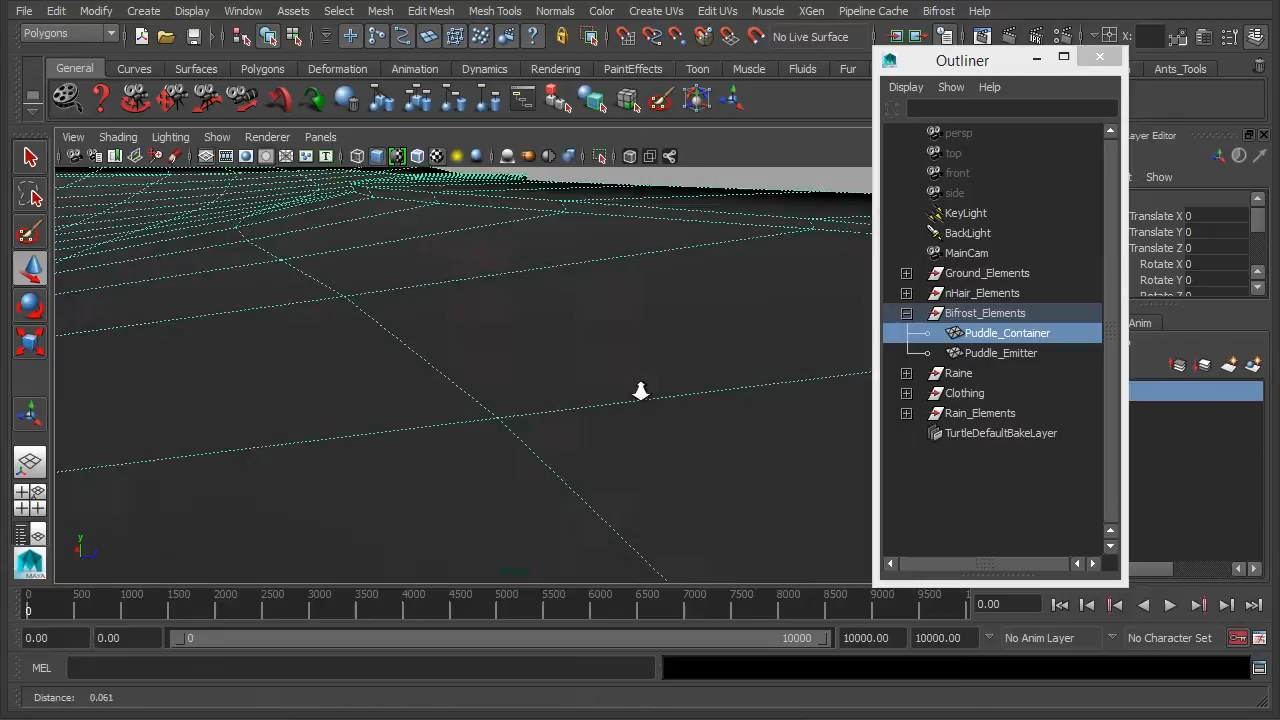 File Edit Modify Create Display Window Assets Select Mesh Edit Mesh Mesh Tools Normals Color Create UVs Edit UVs Muscle XGen Pipeline Cache Bifrost Help
Polygons No Live Surface X:
General Curves Surfaces Polygons Deformation Animation Dynamics Rendering PaintEffects Toon Muscle Fluids Fur Ants_Tools
Outliner
Display Show Help
View Shading Lighting Show Renderer Panels
persp
top
front
side
KeyLight
BackLight
MainCam
Ground_Elements
nHair_Elements
Bifrost_Elements
Puddle_Container
Puddle_Emitter
Raine
Clothing
Rain_Elements
TurtleDefaultBakeLayer
ayer Editor
t Show
Translate X 0
Translate Y 0
Translate Z 0
Rotate X 0
Rotate Y 0
Anim
y
MAYA
0 500 1000 1500 2000 2500 3000 3500 4000 4500 5000 5500 6000 6500 7000 7500 8000 8500 9000 9500 1
0 0.00
0.00 0.00 0 10000 10000.00 10000.00 No Anim Layer No Character Set
MEL
Distance: 0.061